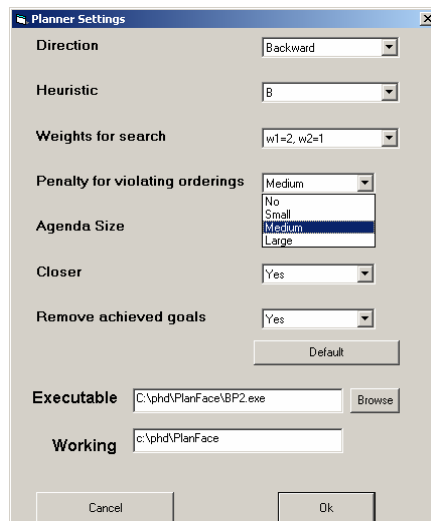 Planner Settings
Direction Backward
Heuristic B
Weights for search w1=2, w2=1
Penalty for violating orderings Medium
No
Small
Agenda Size Medium
Large
Closer Yes
Remove achieved goals Yes
Default
Executable C:\phd\PlanFace\BP2.exe Browse
Working c:\phd\PlanFace
Cancel Ok